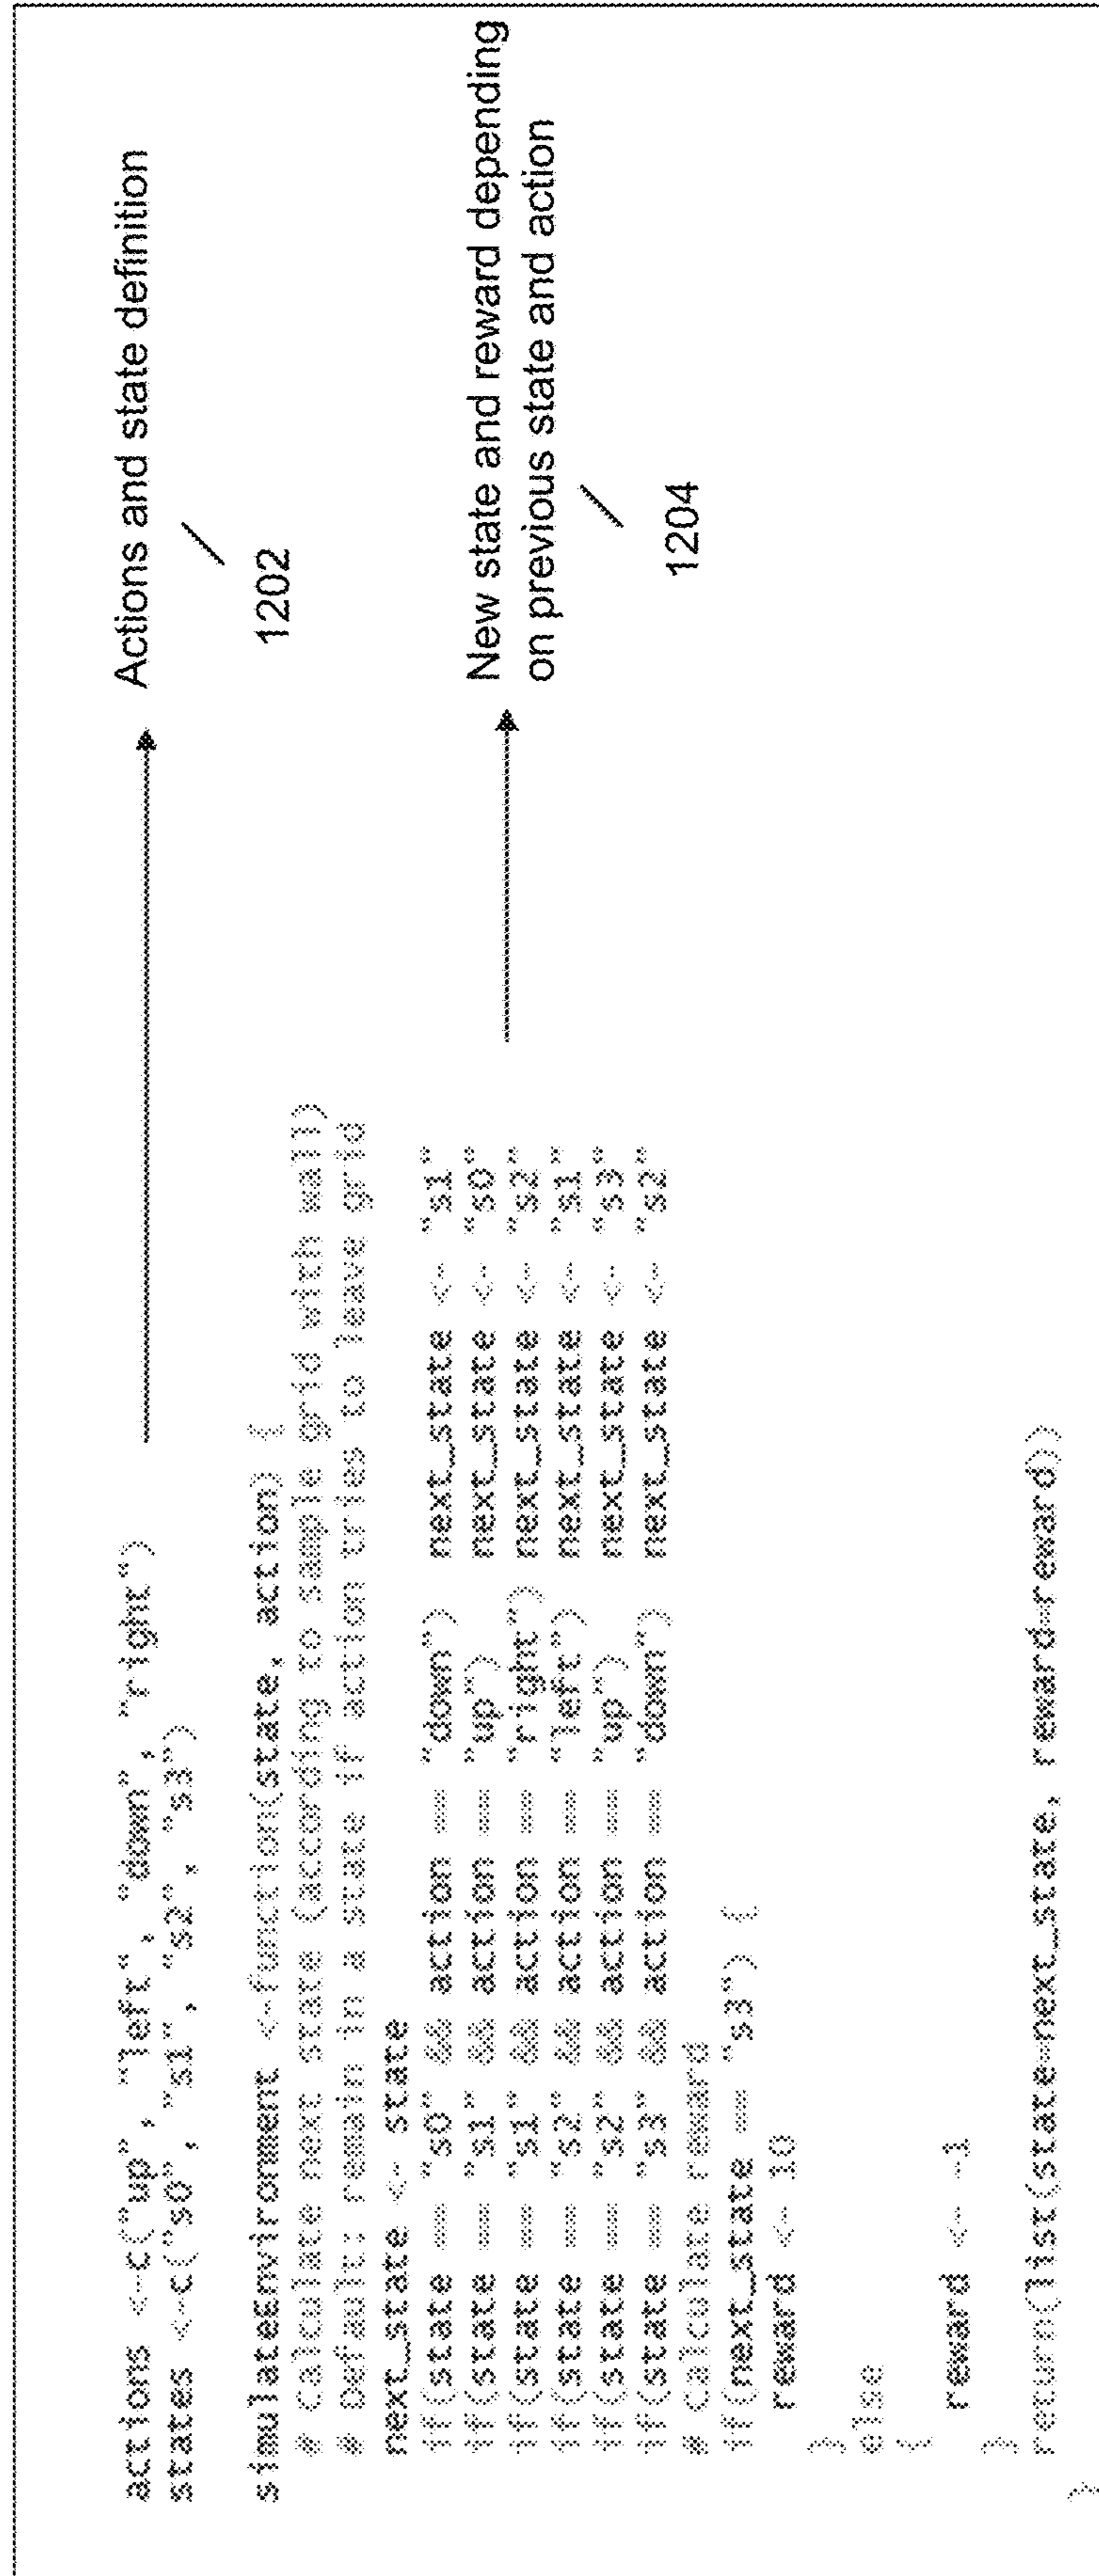 actions <-c("up", "left", "down", "right")
states <-c("s0", "s1", "s2", "s3")
Actions and state definition
1202
simulateEnvironment <-function(state, action) {
# Calculate next state (according to sample grid with wall)
# Default: remain in a state if action tries to leave grid
next_state <- state
if(state == "s0" && action == "down") next_state <- "s1"
if(state == "s1" && action == "up") next_state <- "s0"
if(state == "s1" && action == "right") next_state <- "s2"
if(state == "s2" && action == "left") next_state <- "s1"
if(state == "s2" && action == "up") next_state <- "s3"
if(state == "s3" && action == "down") next_state <- "s2"
New state and reward depending
on previous state and action
1204
# Calculate reward
if(next_state == "s3") {
reward <- 10
}
else
{
reward <- -1
}
return(list(state=next_state, reward=reward))
}